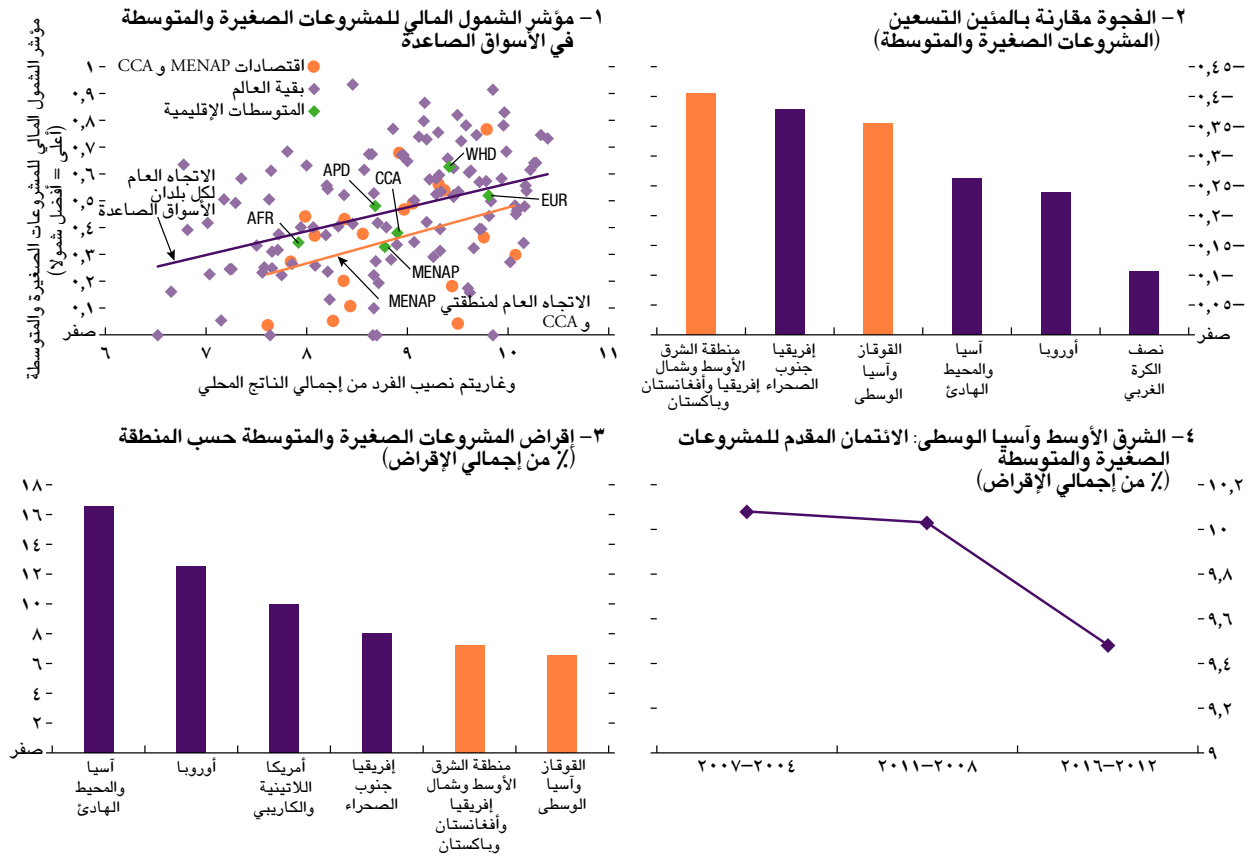 ١– مؤشر الشمول المالي للمشروعات الصغيرة والمتوسطة
في الأسواق الصاعدة
مؤشر الشمول المالي للمشروعات الصغيرة والمتوسطة
(أعلى = أفضل شمولا)
اقتصادات MENAP و CCA
بقية العالم
المتوسطات الإقليمية
١
٠,٩
٠,٨
٠,٧
٠,٦
٠,٥
٠,٤
٠,٣
٠,٢
٠,١
صفر
الاتجاه العام
لكل بلدان
الأسواق الصاعدة
AFR
APD
CCA
WHD
EUR
MENAP
الاتجاه العام لمنطقتي MENAP
و CCA
٦
٧
٨
٩
١٠
١١
وغاريتم نصيب الفرد من إجمالي الناتج المحلي
٢– الفجوة مقارنة بالمئين التسعين
(المشروعات الصغيرة والمتوسطة)
٠,٤٥–
٠,٤–
٠,٣٥–
٠,٣–
٠,٢٥–
٠,٢–
٠,١٥–
٠,١–
٠,٠٥–
صفر
منطقة الشرق
الأوسط وشمال
إفريقيا وأفغانستان
وباكستان
إفريقيا
جنوب
الصحراء
القوقاز
وآسيا
الوسطى
آسيا
والمحيط
الهادئ
أوروبا
نصف
الكرة
الغربي
٣– إقراض المشروعات الصغيرة والمتوسطة حسب المنطقة
(٪ من إجمالي الإقراض)
١٨
١٦
١٤
١٢
١٠
٨
٦
٤
٢
صفر
آسيا
والمحيط
الهادئ
أوروبا
أمريكا
اللاتينية
والكاريبي
إفريقيا
جنوب
الصحراء
منطقة الشرق
الأوسط وشمال
إفريقيا
وأفغانستان
وباكستان
القوقاز
وآسيا
الوسطى
٤– الشرق الأوسط وآسيا الوسطى: الائتمان المقدم للمشروعات
الصغيرة والمتوسطة
(٪ من إجمالي الإقراض)
١٠,٢
١٠
٩,٨
٩,٦
٩,٤
٩,٢
٩
٢٠٠٤–٢٠٠٧
٢٠٠٨–٢٠١١
٢٠١٢–٢٠١٦